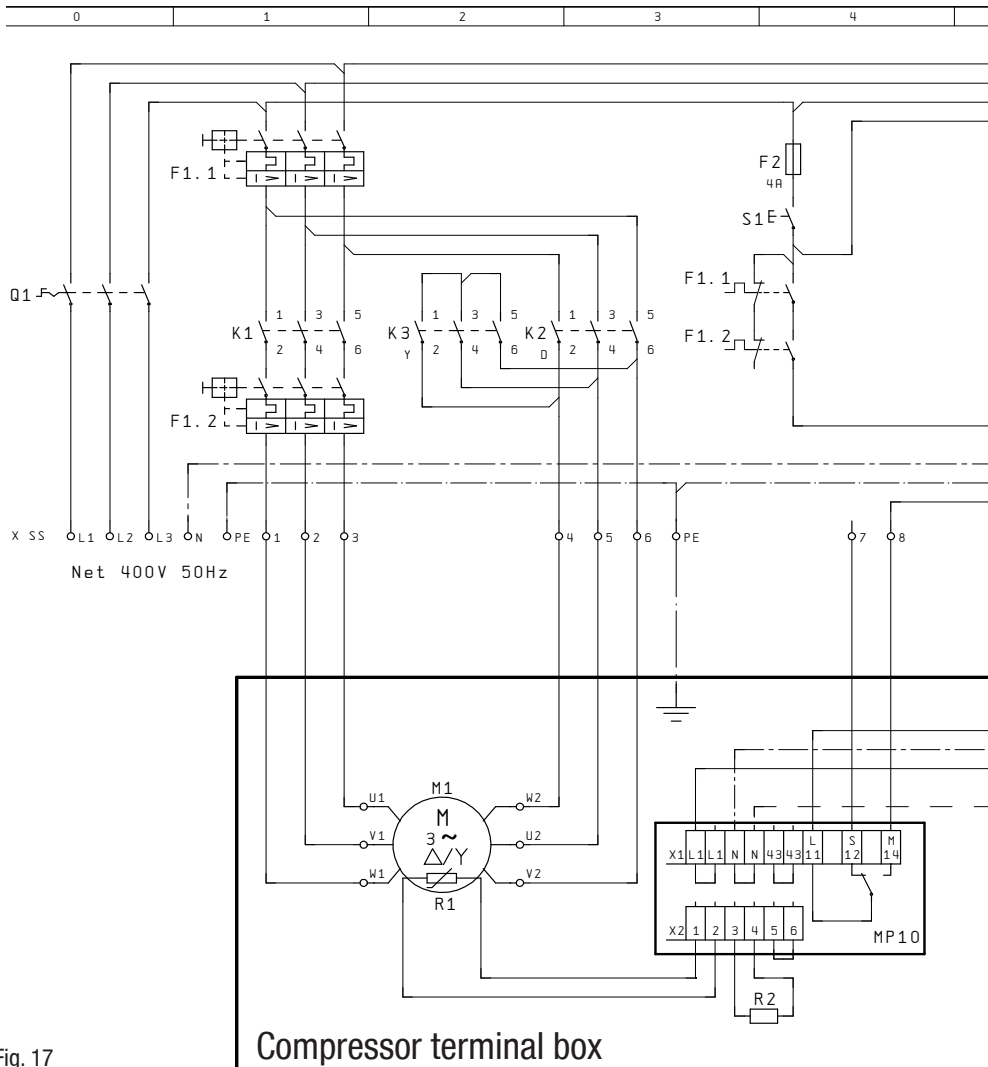 0 1 2 3 4
F1. 1
I > I > I >
F2
4A
S1
Q1
F1. 1
1 3 5 1 3 5 1 3 5
K1 K3 K2
2 4 6 Y 2 4 6 D 2 4 6
F1. 2
F1. 2
I > I > I >
X SS L1 L2 L3 N PE 1 2 3 4 5 6 PE 7 8
Net 400V 50Hz
M1
U1 W2
M
V1 3 ~ U2
Δ/Y
W1 V2
R1
L S M
X1 L1 L1 N N 43 43 11 12 14
X2 1 2 3 4 5 6
MP10
R2
Compressor terminal box
Fig. 17